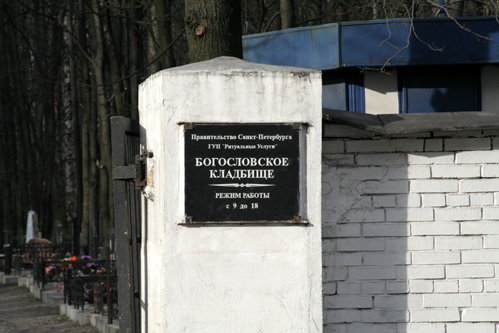 Правительство Санкт-Петербурга
ГУП "Ритуальные Услуги"
БОГОСЛОВСКОЕ
КЛАДБИЩЕ
РЕЖИМ РАБОТЫ
с 9 до 18